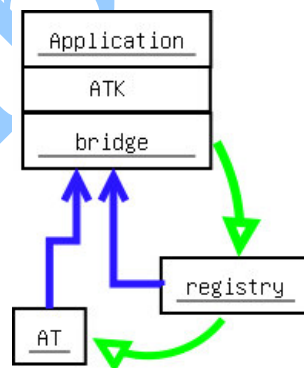 Application
ATK
bridge
registry
AT